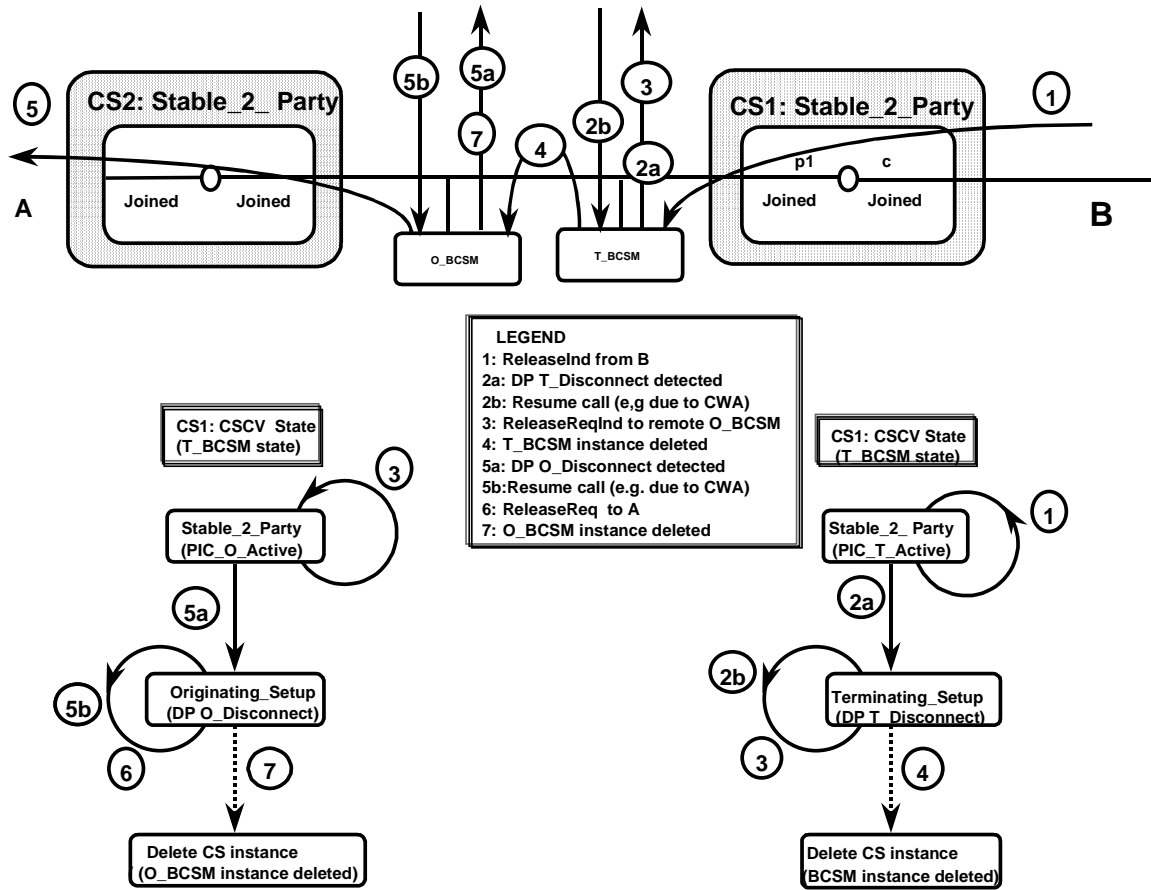 5b
5a
3
CS2: Stable_2_ Party
CS1: Stable_2_Party
5
1
7
4
2b
2a
p1
c
Joined
Joined
Joined
Joined
A
B
O_BCSM
T_BCSM
LEGEND
1: ReleaseInd from B
2a: DP T_Disconnect detected
2b: Resume call (e,g due to CWA)
3: ReleaseReqInd to remote O_BCSM
4: T_BCSM instance deleted
5a: DP O_Disconnect detected
5b:Resume call (e.g. due to CWA)
6: ReleaseReq to A
7: O_BCSM instance deleted
CS1: CSCV State
(T_BCSM state)
3
Stable_2_Party
(PIC_O_Active)
5a
Originating_Setup
(DP O_Disconnect)
5b
6
7
Delete CS instance
( (O_BCSM instance deleted)
CS1: CSCV State
(T_BCSM state)
1
Stable_2_ Party
(PIC_T_Active)
2a
2b
Terminating_Setup
(DP T_Disconnect)
3
4
Delete CS instance
(BCSM instance deleted)